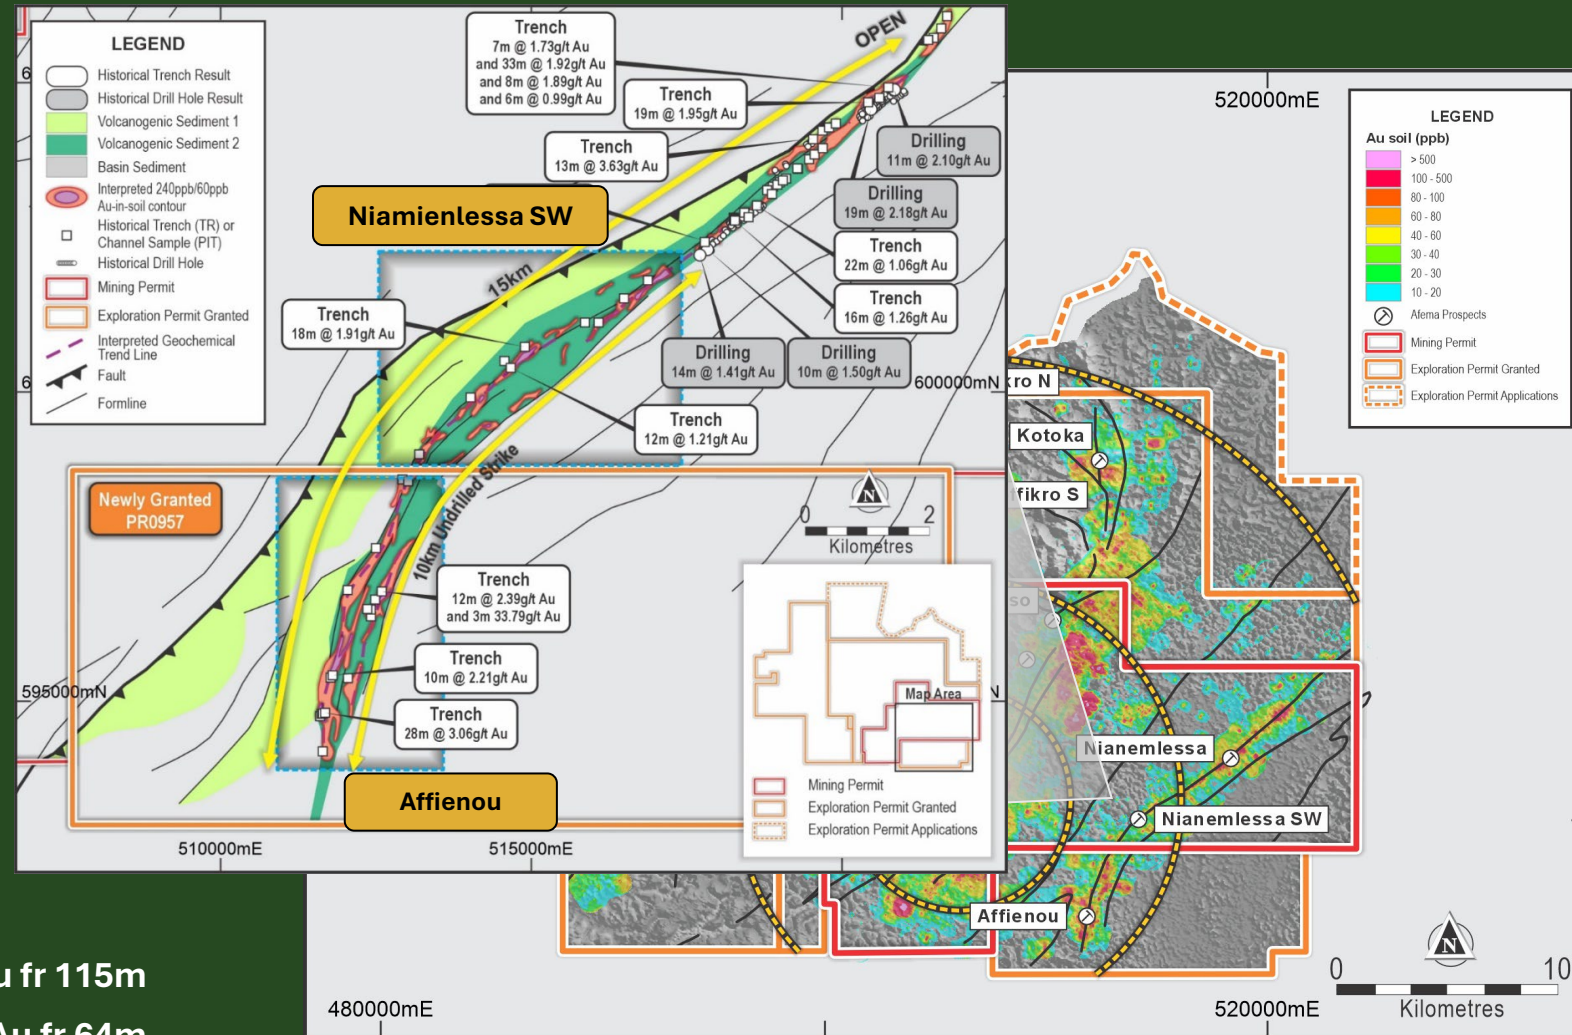 LEGEND
Historical Trench Result
Historical Drill Hole Result
Volcanogenic Sediment 1
Volcanogenic Sediment 2
Basin Sediment
Interpreted 240ppb/60ppb
Au-in-soil contour
Historical Trench (TR) or
Channel Sample (PIT)
Historical Drill Hole
Mining Permit
Exploration Permit Granted
Interpreted Geochemical
Trend Line
Fault
Formline
Trench
7m @ 1.73g/t Au
and 33m @ 1.92g/t Au
and 8m @ 1.89g/t Au
and 6m @ 0.99g/t Au
OPEN
Trench
19m @ 1.95g/t Au
Trench
13m @ 3.63g/t Au
Drilling
11m @ 2.10g/t Au
Drilling
19m @ 2.18g/t Au
Niamienlessa SW
Trench
22m @ 1.06g/t Au
Trench
16m @ 1.26g/t Au
15km
Trench
18m @ 1.91g/t Au
Drilling
14m @ 1.41g/t Au
Drilling
10m @ 1.50g/t Au
600000mN
Trench
12m @ 1.21g/t Au
10km Undrilled Strike
Newly Granted
PR0957
N
0 2
Kilometres
Trench
12m @ 2.39g/t Au
and 3m 33.79g/t Au
Trench
10m @ 2.21g/t Au
595000mN
Trench
28m @ 3.06g/t Au
Affienou
Map Area
Mining Permit
Exploration Permit Granted
Exploration Permit Applications
510000mE
515000mE
520000mE
LEGEND
Au soil (ppb)
> 500
100 - 500
80 - 100
60 - 80
40 - 60
30 - 40
20 - 30
10 - 20
Afema Prospects
Mining Permit
Exploration Permit Granted
Exploration Permit Applications
kro N
Kotoka
ffikro S
so
N
Nianemlessa
Nianemlessa SW
Affienou
N
0 10
Kilometres
480000mE
520000mE
u fr 115m
Au fr 64m